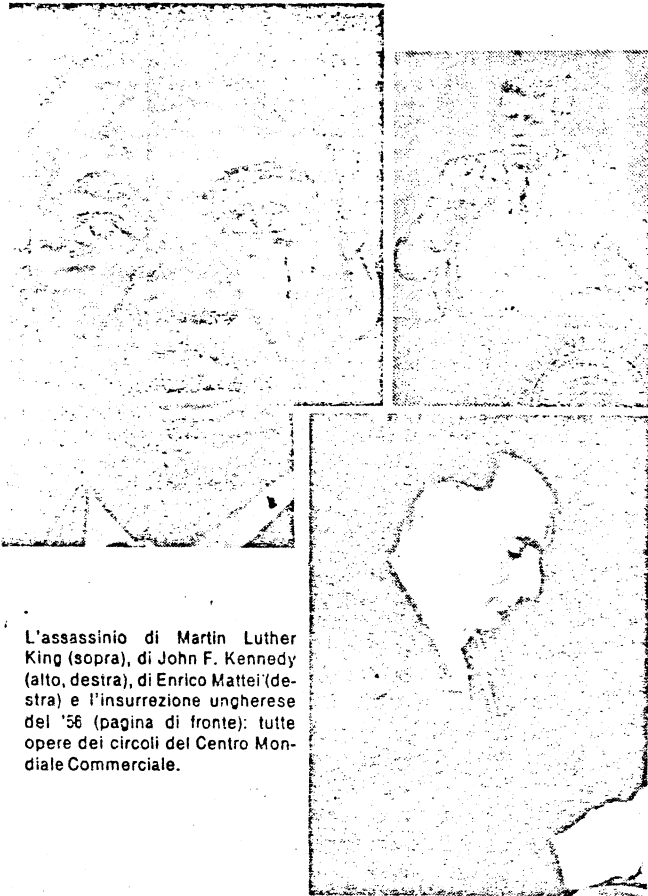 L'assassinio di Martin Luther
King (sopra), di John F. Kennedy
(alto, destra), di Enrico Mattei (de-
stra) e l'insurrezione ungherese
del '56 (pagina di fronte): tutte
opere dei circoli del Centro Mon-
diale Commerciale.